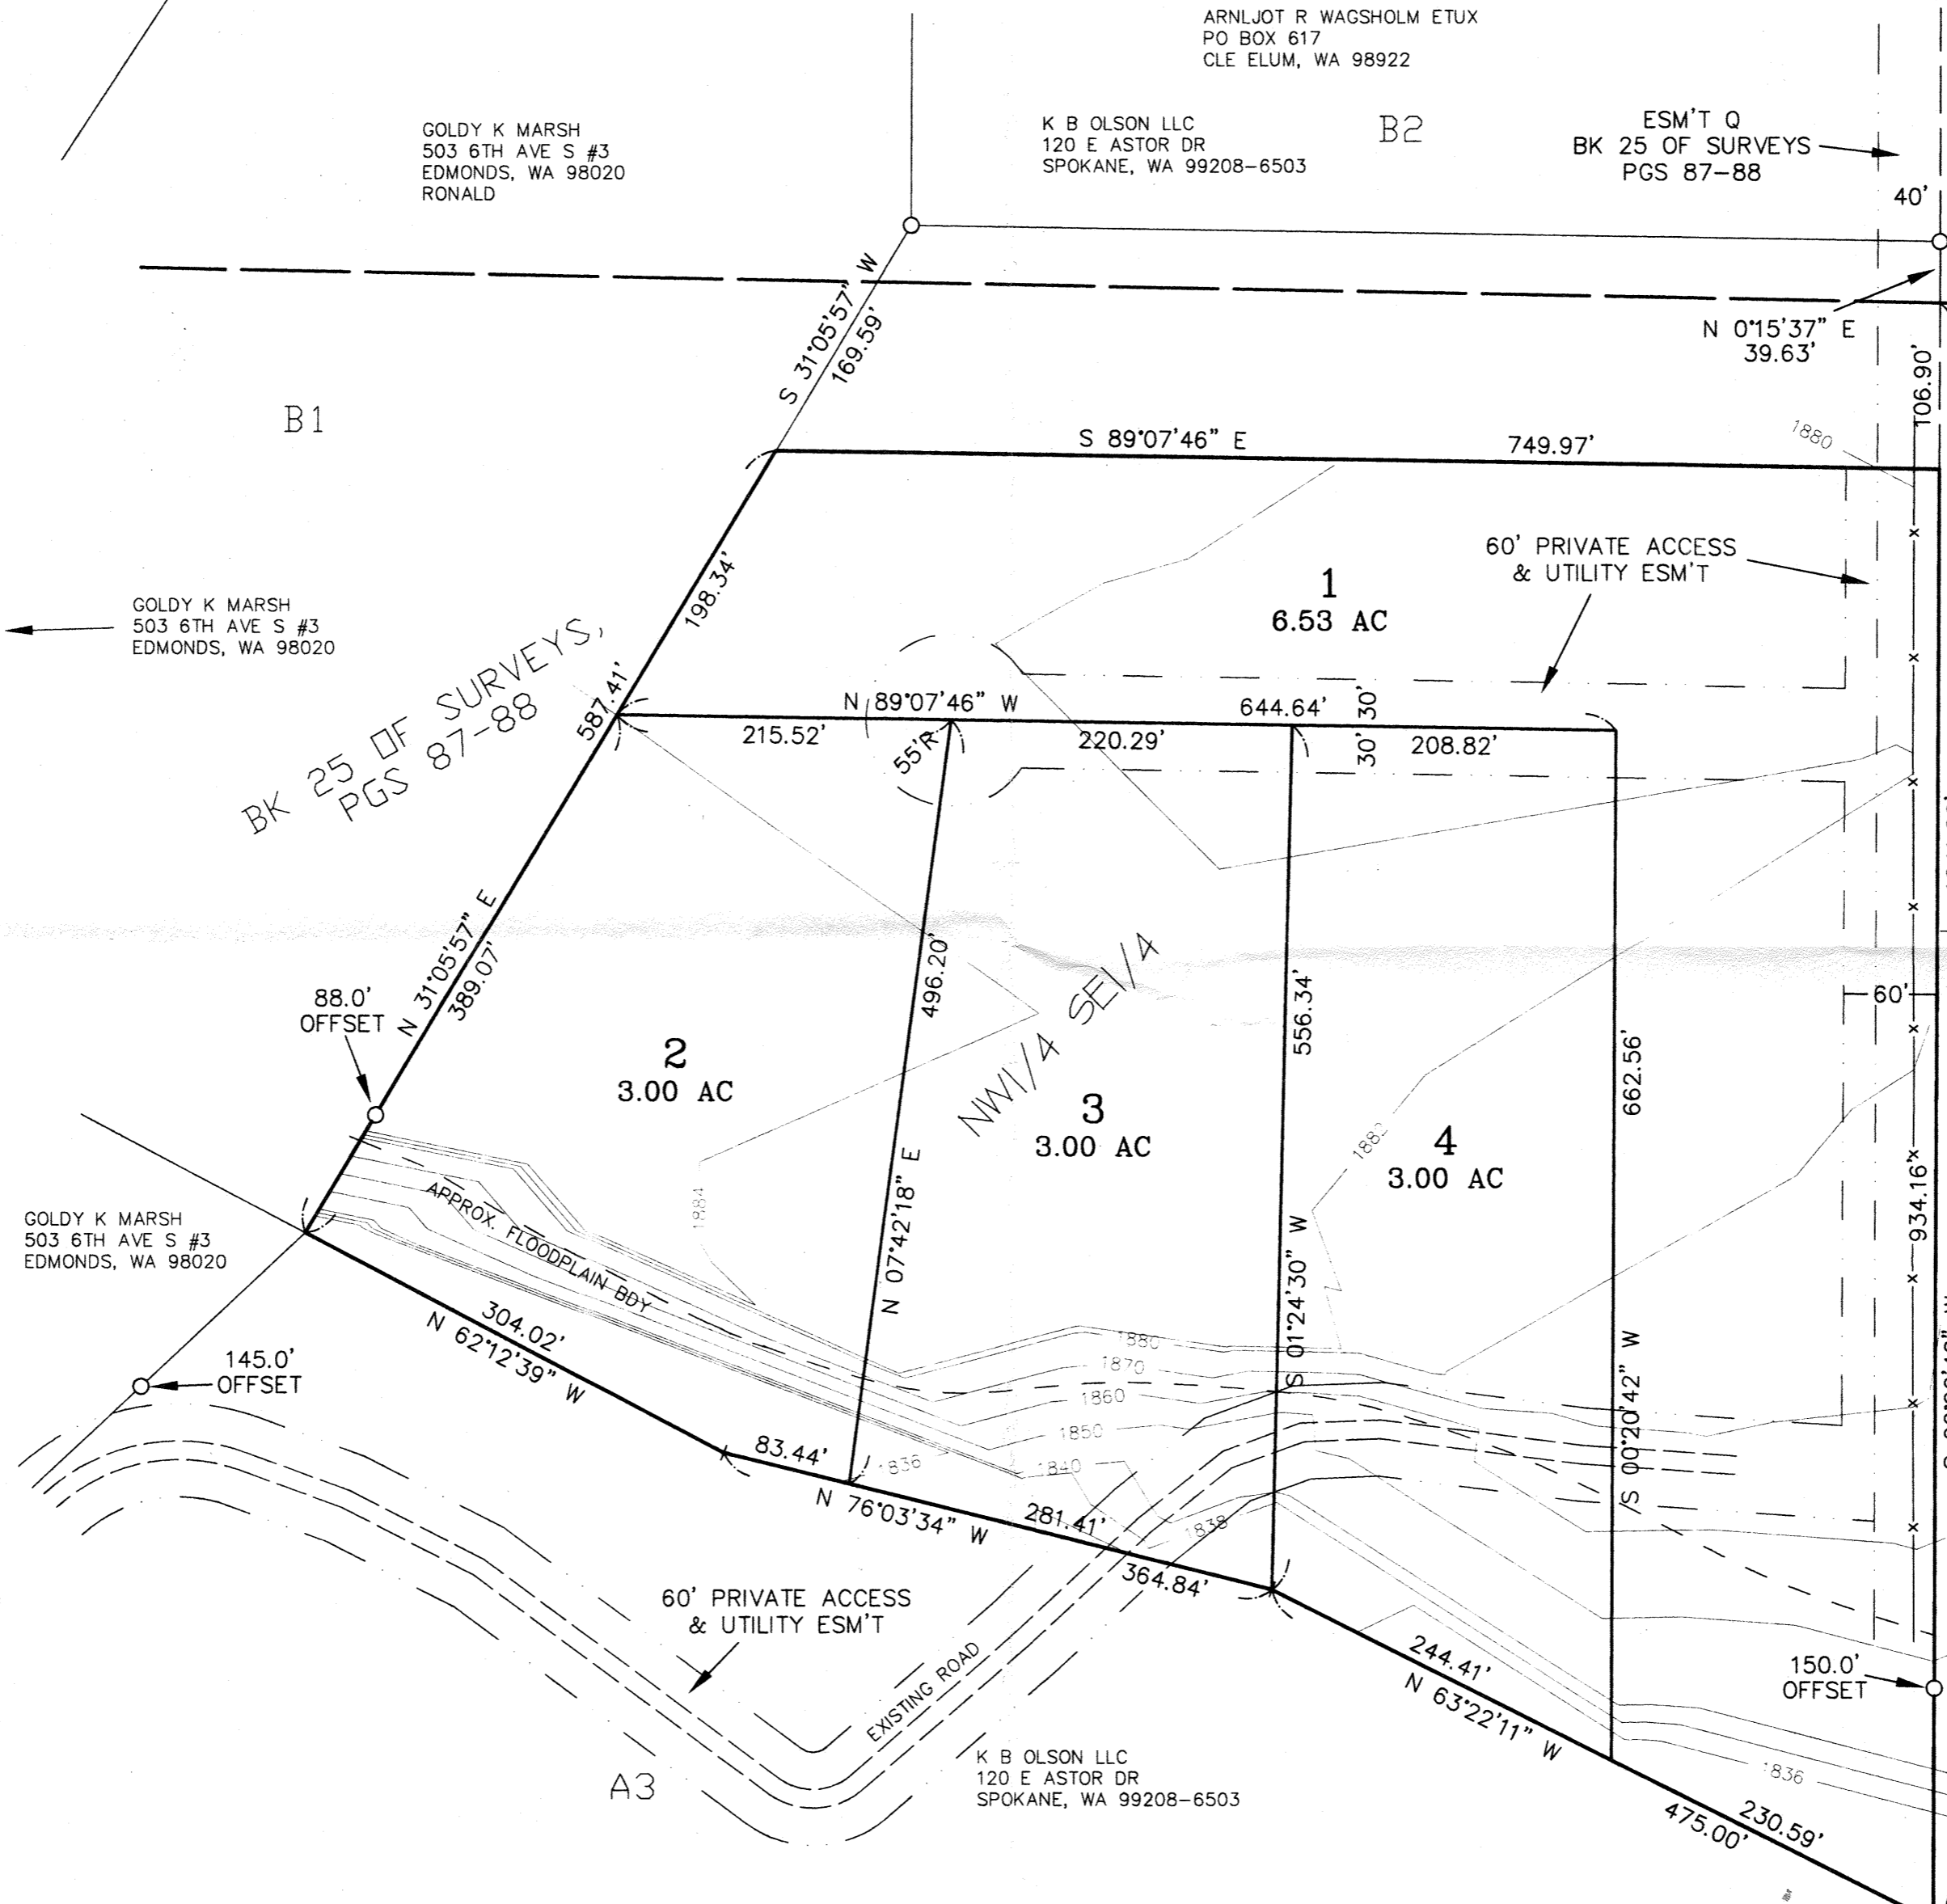 ARNLJOT R WAGSHOLM ETUX
PO BOX 617
CLE ELUM, WA 98922
GOLDY K MARSH
503 6TH AVE S #3
EDMONDS, WA 98020
RONALD
K B OLSON LLC
120 E ASTOR DR
SPOKANE, WA 99208-6503
B2
ESM'T Q
BK 25 OF SURVEYS
PGS 87-88
40'
S 31°05'57" W
169.59'
N 0°15'37" E
39.63'
106.90'
B1
S 89°07'46" E
749.97'
1880
60' PRIVATE ACCESS
& UTILITY ESM'T
1
6.53 AC
198.34'
GOLDY K MARSH
503 6TH AVE S #3
EDMONDS, WA 98020
BK 25 OF SURVEYS,
PGS 87-88
587.41'
N 89°07'46" W
644.64'
30'
30'
215.52'
55'R
220.29'
208.82'
N 31°05'57" E
389.07'
496.20'
NW1/4 SE1/4
556.34'
60'
88.0'
OFFSET
2
3.00 AC
3
3.00 AC
4
3.00 AC
662.56'
1882
1884
934.16'
N 07°42'18" E
S 01°24'30" W
S 00°20'42" W
APPROX. FLOODPLAIN BDY
GOLDY K MARSH
503 6TH AVE S #3
EDMONDS, WA 98020
304.02'
N 62°12'39" W
145.0'
OFFSET
1880
1870
1860
1850
1840
1836
1838
83.44'
N 76°03'34" W
281.41'
364.84'
60' PRIVATE ACCESS
& UTILITY ESM'T
EXISTING ROAD
244.41'
N 63°22'11" W
150.0'
OFFSET
K B OLSON LLC
120 E ASTOR DR
SPOKANE, WA 99208-6503
A3
1836
230.59'
475.00'